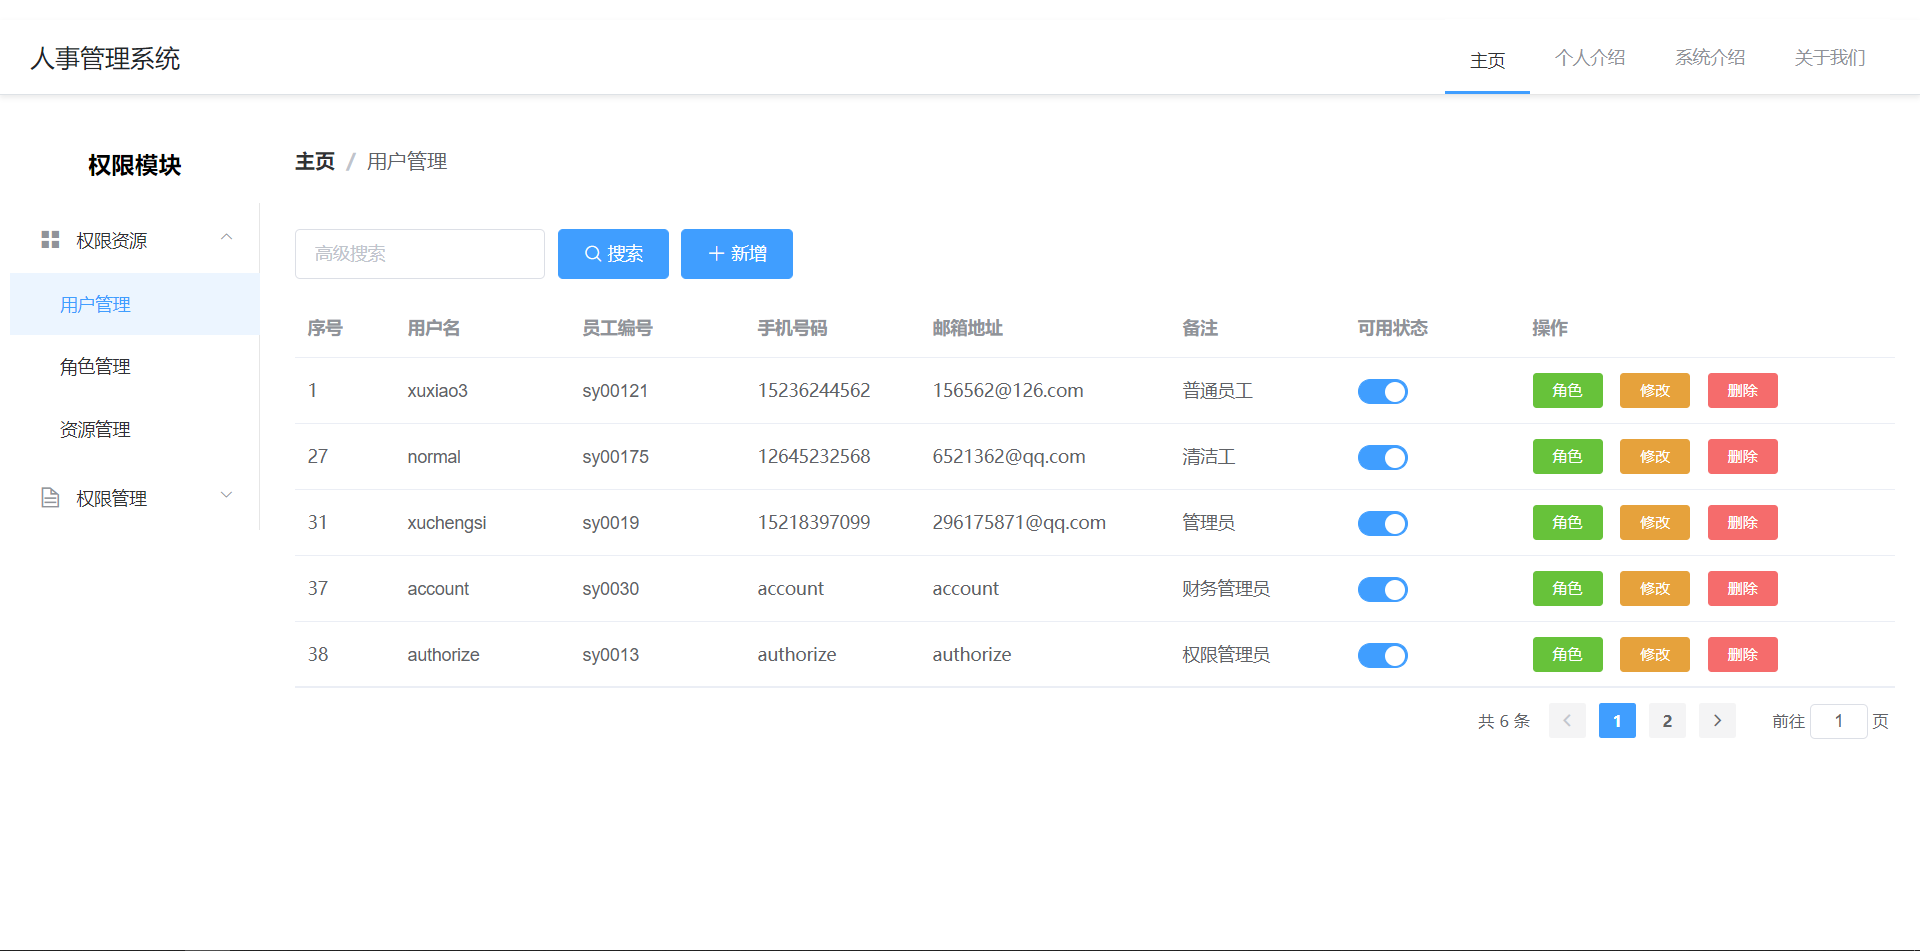 人事管理系统
主页 个人介绍 系统介绍 关于我们
权限模块
主页 / 用户管理
权限资源
用户管理
角色管理
资源管理
权限管理
高级搜索 搜索 新增
序号 用户名 员工编号 手机号码 邮箱地址 备注 可用状态 操作
1 xuxiao3 sy00121 15236244562 156562@126.com 普通员工 角色 修改 删除
27 normal sy00175 12645232568 6521362@qq.com 清洁工 角色 修改 删除
31 xuchengsi sy0019 15218397099 296175871@qq.com 管理员 角色 修改 删除
37 account sy0030 account account 财务管理员 角色 修改 删除
38 authorize sy0013 authorize authorize 权限管理员 角色 修改 删除
共 6 条 1 2 前往 1 页